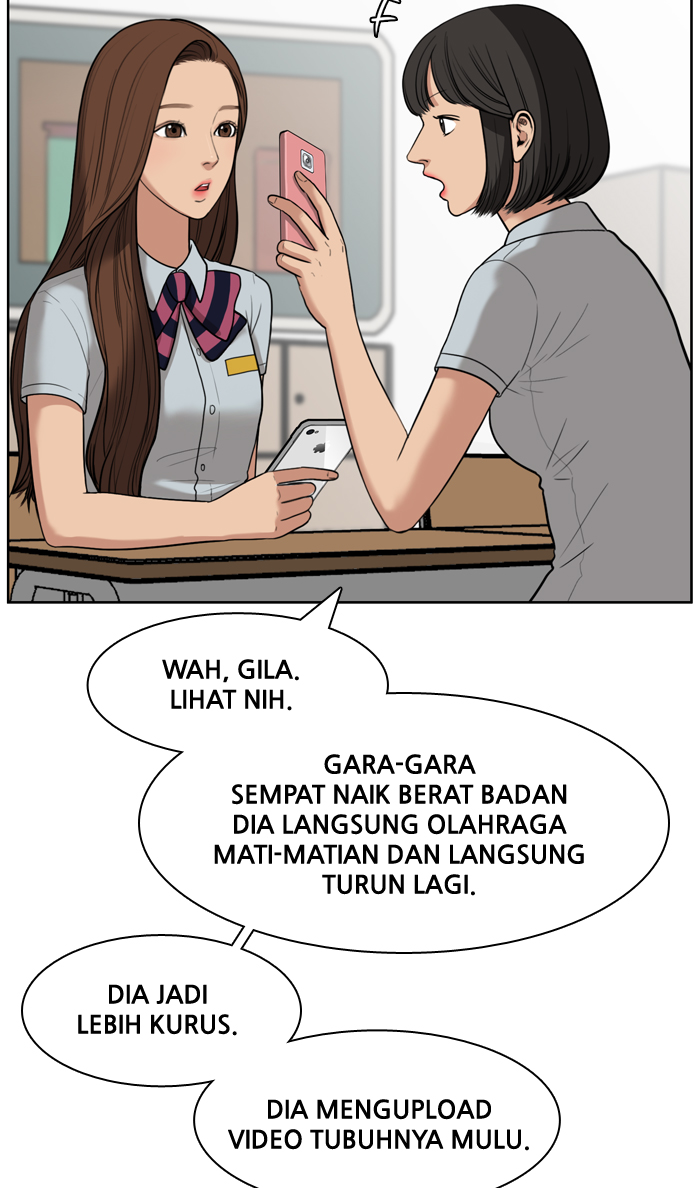 WAH, GILA.
LIHAT NIH.
GARA-GARA
SEMPAT NAIK BERAT BADAN
DIA LANGSUNG OLAHRAGA
MATI-MATIAN DAN LANGSUNG
TURUN LAGI.
DIA JADI
LEBIH KURUS.
DIA MENGUPLOAD
VIDEO TUBUHNYA MULU.